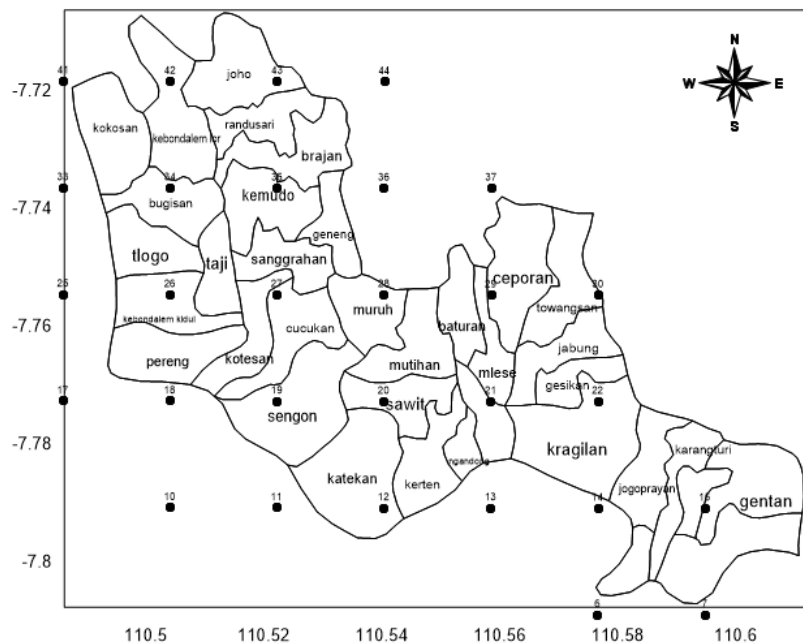 N
W E
S
-7.72
-7.74
-7.76
-7.78
-7.8
110.5 110.52 110.54 110.56 110.58 110.6
41 42 43 44
joho
kokosan
kebondalem lor
randusari
brajan
33 34 35 36 37
kemudo
bugisan
geneng
tlogo
taji
sanggrahan
ceporan
25 26 27 28 29 30
muruh
towangsan
kebondalem kidul
cucukan
baturan
jabung
pereng
kotesan
mutihan
mlese
gesikan
17 18 19 20 21 22
sawit
sengon
kragilan
karangturi
ngandong
katekan
kerten
jogoprayan
gentan
10 11 12 13 14 15
6 7